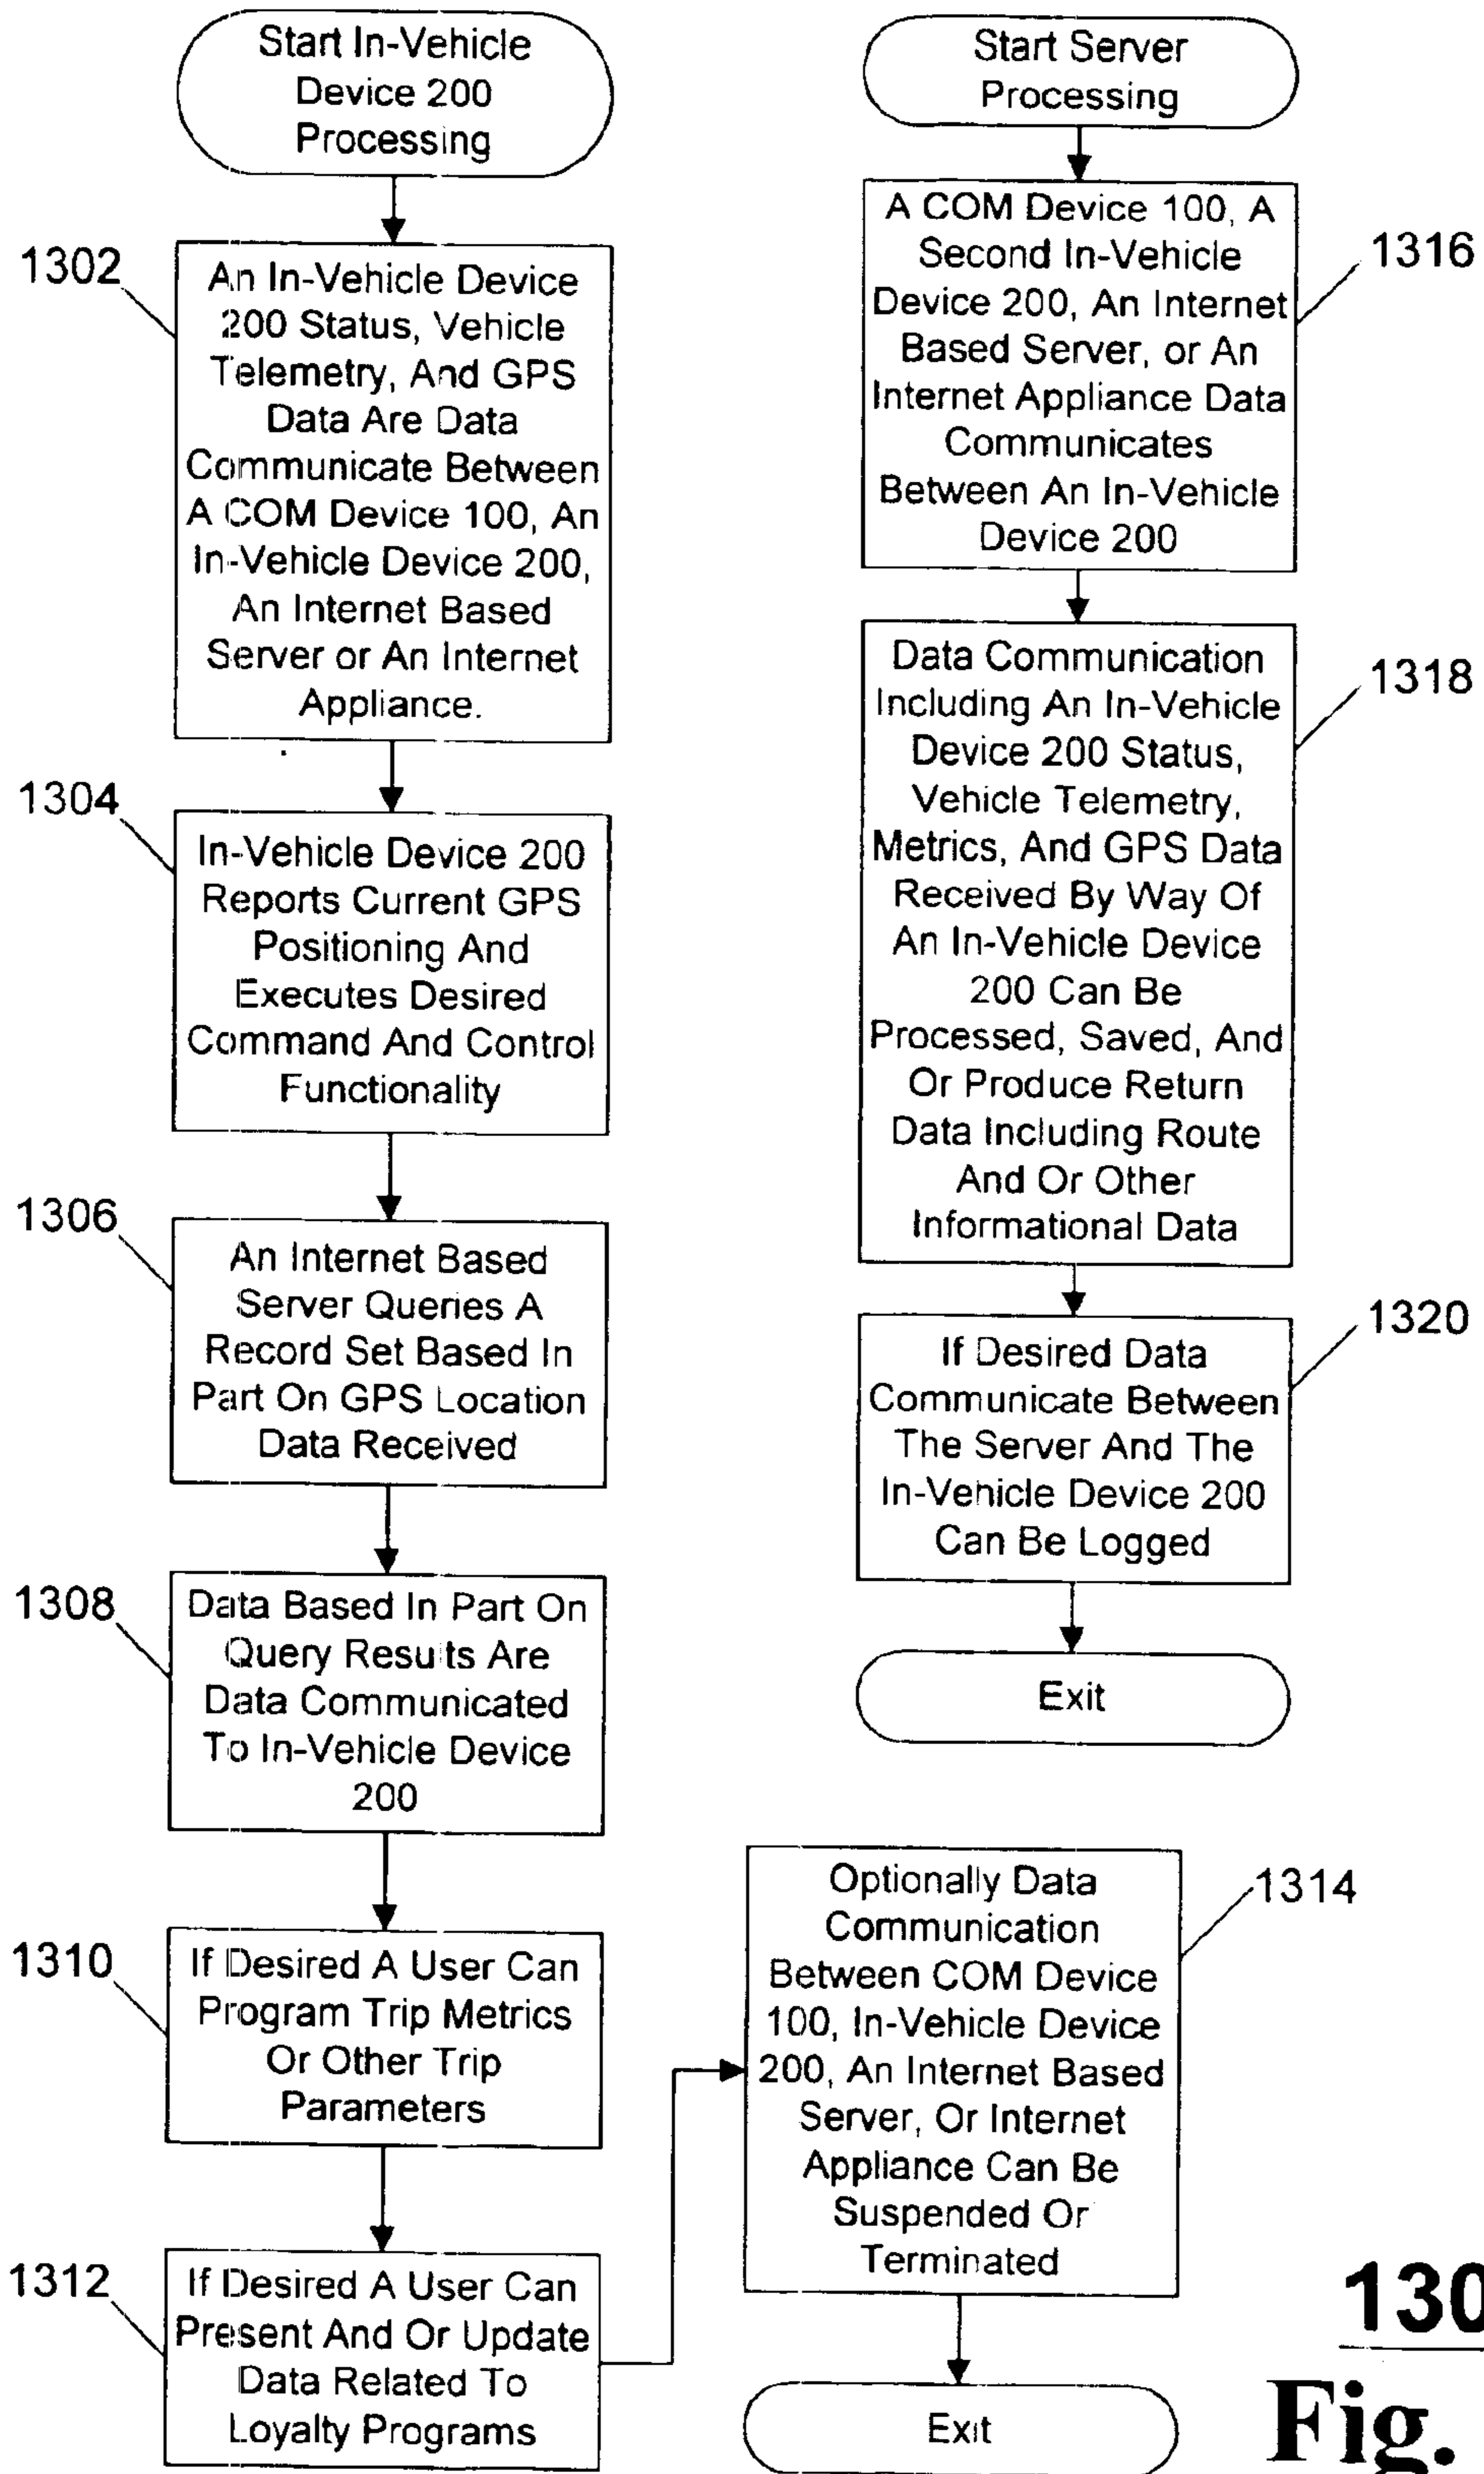 Start In-Vehicle
Device 200
Processing
1302
An In-Vehicle Device
200 Status, Vehicle
Telemetry, And GPS
Data Are Data
Communicate Between
A COM Device 100, An
In-Vehicle Device 200,
An Internet Based
Server or An Internet
Appliance.
1304
In-Vehicle Device 200
Reports Current GPS
Positioning And
Executes Desired
Command And Control
Functionality
1306
An Internet Based
Server Queries A
Record Set Based In
Part On GPS Location
Data Received
1308
Data Based In Part On
Query Results Are
Data Communicated
To In-Vehicle Device
200
1310
If Desired A User Can
Program Trip Metrics
Or Other Trip
Parameters
1312
If Desired A User Can
Present And Or Update
Data Related To
Loyalty Programs
Optionally Data
Communication
Between COM Device
100, In-Vehicle Device
200, An Internet Based
Server, Or Internet
Appliance Can Be
Suspended Or
Terminated
1314
Exit
Start Server
Processing
A COM Device 100, A
Second In-Vehicle
Device 200, An Internet
Based Server, or An
Internet Appliance Data
Communicates
Between An In-Vehicle
Device 200
1316
Data Communication
Including An In-Vehicle
Device 200 Status,
Vehicle Telemetry,
Metrics, And GPS Data
Received By Way Of
An In-Vehicle Device
200 Can Be
Processed, Saved, And
Or Produce Return
Data Including Route
And Or Other
Informational Data
1318
If Desired Data
Communicate Between
The Server And The
In-Vehicle Device 200
Can Be Logged
1320
Exit
Fig.